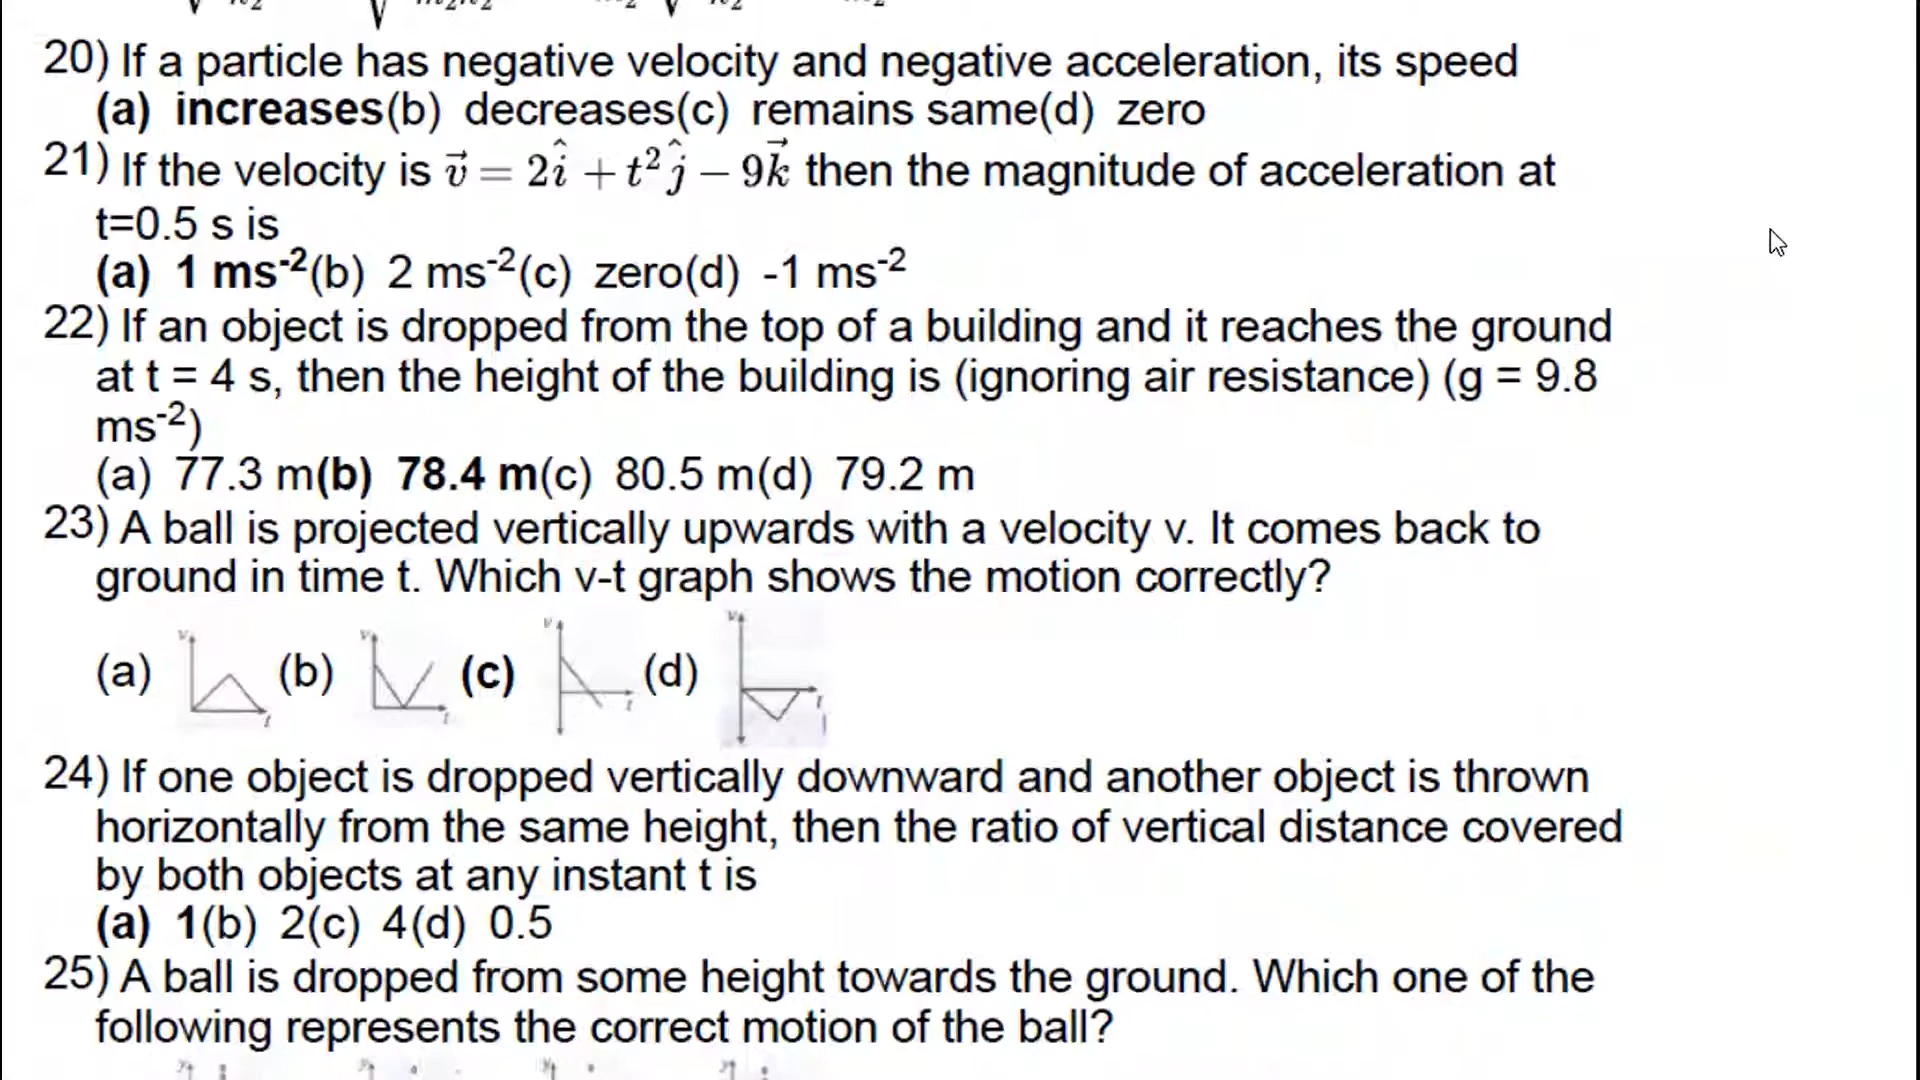 20) If a particle has negative velocity and negative acceleration, its speed
(a) increases(b) decreases(c) remains same(d) zero
21) If the velocity is v⃗ = 2î + t²ĵ − 9k⃗ then the magnitude of acceleration at
t=0.5 s is
(a) 1 ms⁻²(b) 2 ms⁻²(c) zero(d) -1 ms⁻²
22) If an object is dropped from the top of a building and it reaches the ground
at t = 4 s, then the height of the building is (ignoring air resistance) (g = 9.8
ms⁻²)
(a) 77.3 m(b) 78.4 m(c) 80.5 m(d) 79.2 m
23) A ball is projected vertically upwards with a velocity v. It comes back to
ground in time t. Which v-t graph shows the motion correctly?
(a) v t (b) v t (c) v t (d) v t
24) If one object is dropped vertically downward and another object is thrown
horizontally from the same height, then the ratio of vertical distance covered
by both objects at any instant t is
(a) 1(b) 2(c) 4(d) 0.5
25) A ball is dropped from some height towards the ground. Which one of the
following represents the correct motion of the ball?